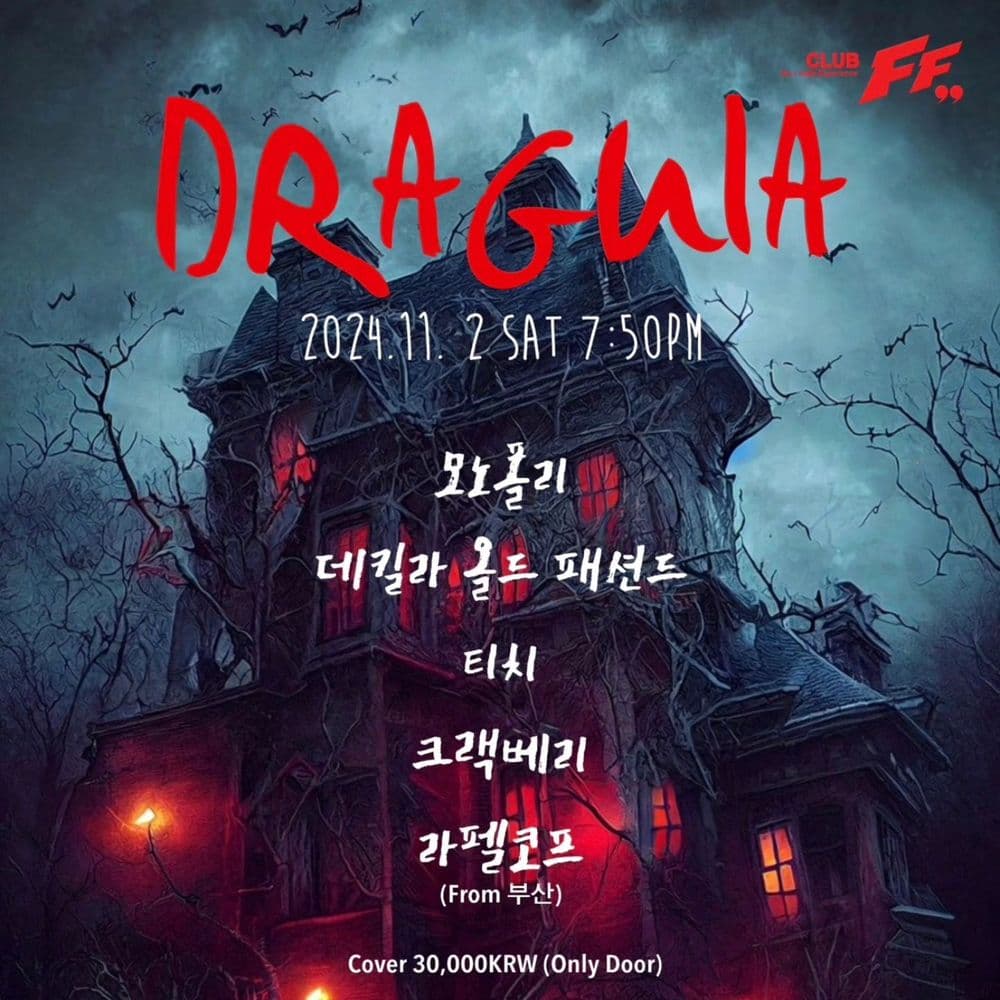 CLUB FF
DRAGUlA
2024.11. 2 SAT 7:50PM
모노폴리
데킬라 올드 패션드
티치
크랙베리
라펠코프
(From 부산)
Cover 30,000KRW (Only Door)